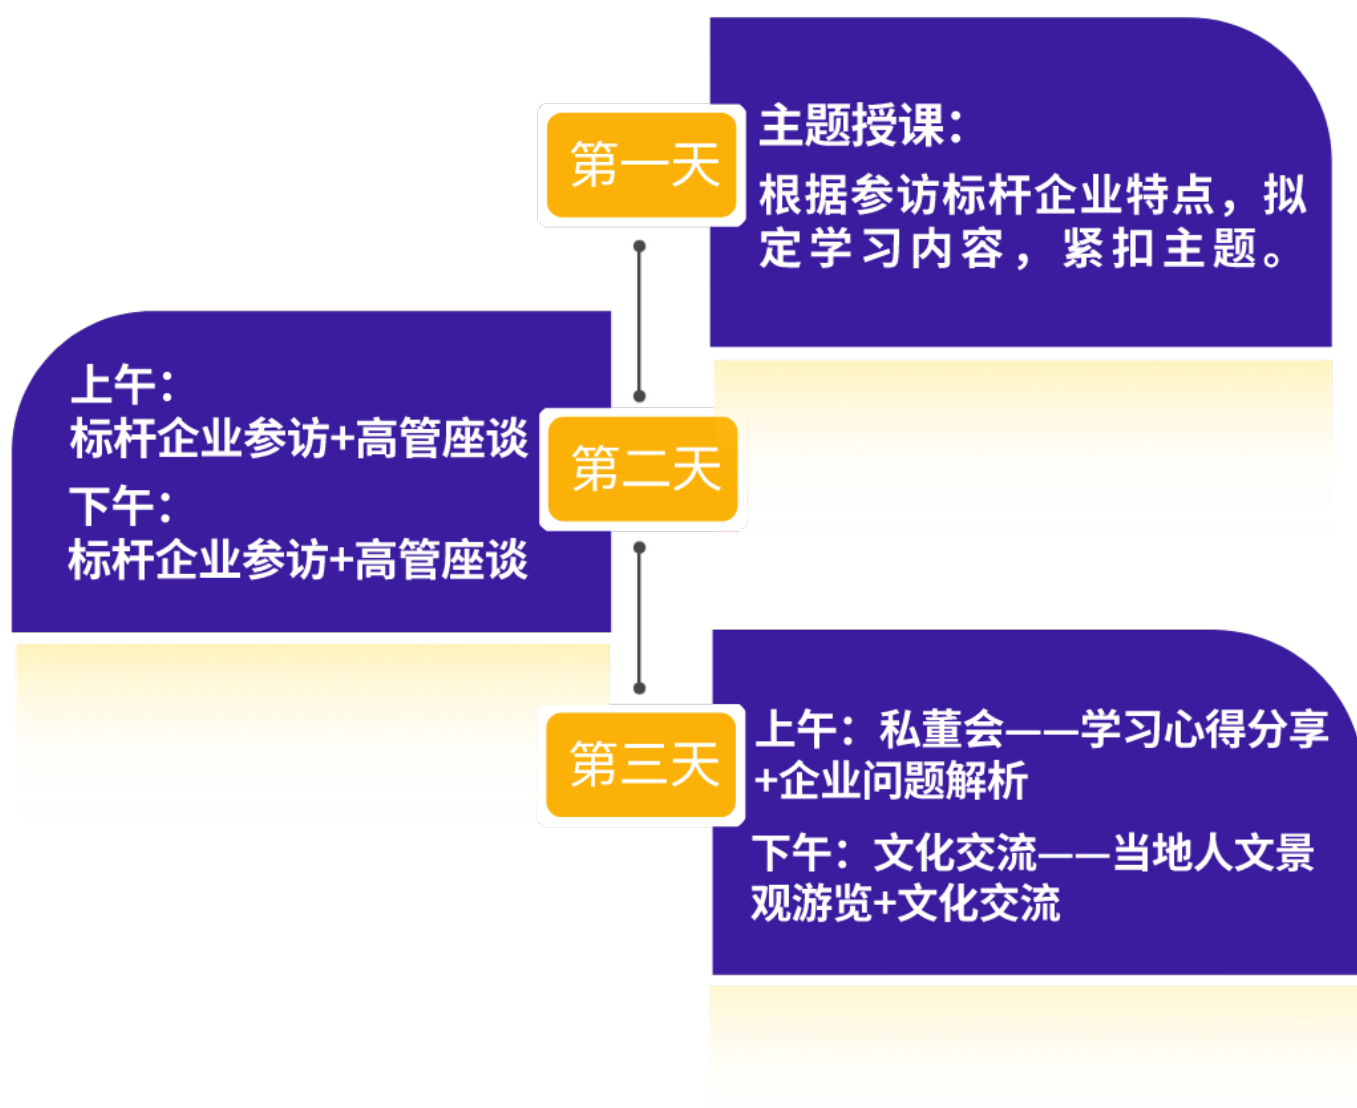 第一天
主题授课：
根据参访标杆企业特点，拟
定学习内容，紧扣主题。
第二天
上午：
标杆企业参访+高管座谈
下午：
标杆企业参访+高管座谈
第三天
上午：私董会——学习心得分享
+企业问题解析
下午：文化交流——当地人文景
观游览+文化交流